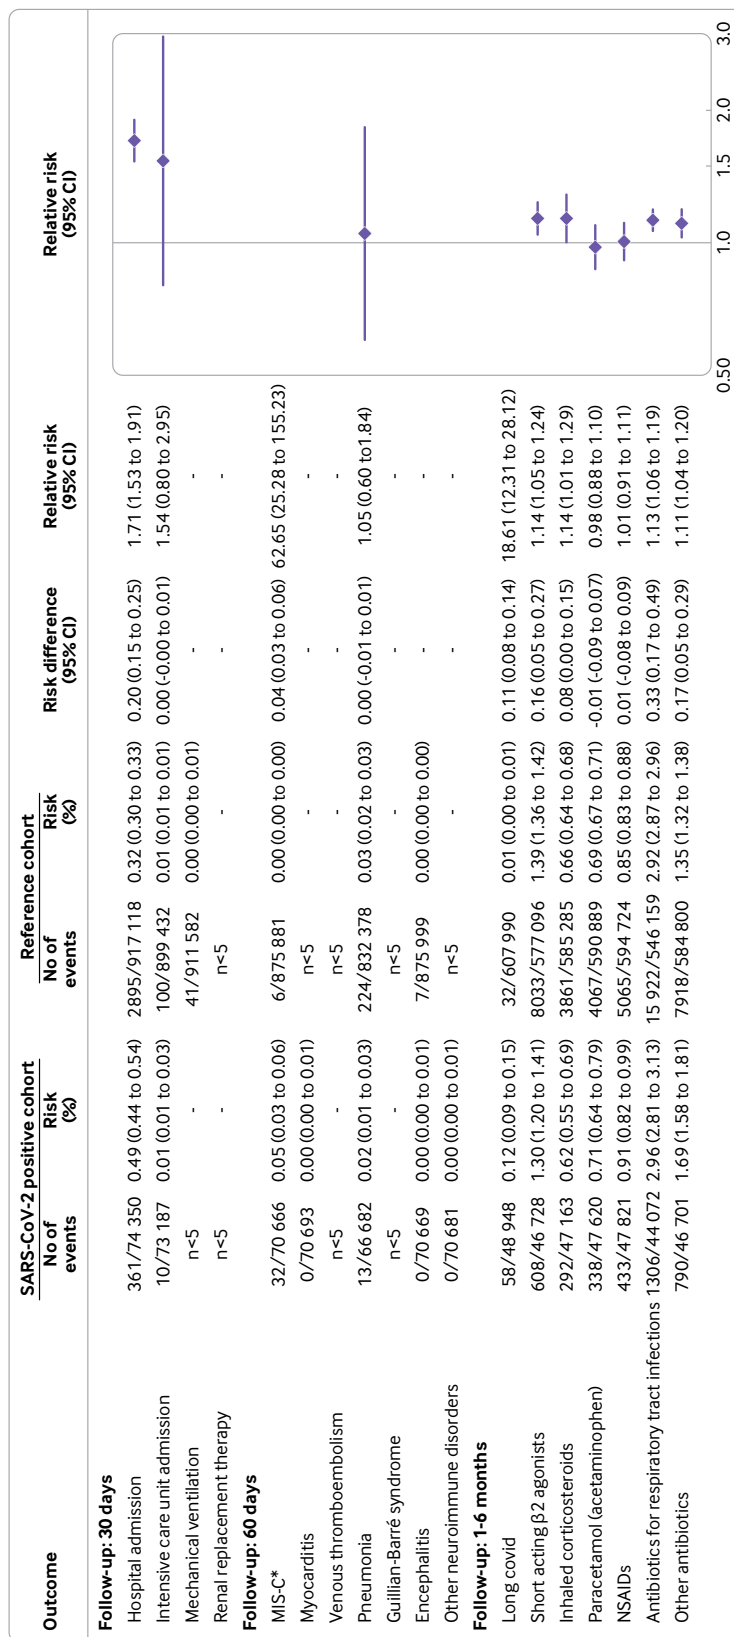 Outcome SARS-CoV-2 positive cohort Reference cohort Risk difference (95% CI) Relative risk (95% CI) Relative risk (95% CI)
No of events Risk (%) No of events Risk (%)
Follow-up: 30 days
Hospital admission 361/74 350 0.49 (0.44 to 0.54) 2895/917 118 0.32 (0.30 to 0.33) 0.20 (0.15 to 0.25) 1.71 (1.53 to 1.91)
Intensive care unit admission 10/73 187 0.01 (0.01 to 0.03) 100/899 432 0.01 (0.01 to 0.01) 0.00 (-0.00 to 0.01) 1.54 (0.80 to 2.95)
Mechanical ventilation n<5 - 41/911 582 0.00 (0.00 to 0.01) - -
Renal replacement therapy n<5 - n<5 - - -
Follow-up: 60 days
MIS-C* 32/70 666 0.05 (0.03 to 0.06) 6/875 881 0.00 (0.00 to 0.00) 0.04 (0.03 to 0.06) 62.65 (25.28 to 155.23)
Myocarditis 0/70 693 0.00 (0.00 to 0.01) n<5 - - -
Venous thromboembolism n<5 - n<5 - - -
Pneumonia 13/66 682 0.02 (0.01 to 0.03) 224/832 378 0.03 (0.02 to 0.03) 0.00 (-0.01 to 0.01) 1.05 (0.60 to1.84)
Guillian-Barré syndrome n<5 - n<5 - - -
Encephalitis 0/70 669 0.00 (0.00 to 0.01) 7/875 999 0.00 (0.00 to 0.00) - -
Other neuroimmune disorders 0/70 681 0.00 (0.00 to 0.01) n<5 - - -
Follow-up: 1-6 months
Long covid 58/48 948 0.12 (0.09 to 0.15) 32/607 990 0.01 (0.00 to 0.01) 0.11 (0.08 to 0.14) 18.61 (12.31 to 28.12)
Short acting β2 agonists 608/46 728 1.30 (1.20 to 1.41) 8033/577 096 1.39 (1.36 to 1.42) 0.16 (0.05 to 0.27) 1.14 (1.05 to 1.24)
Inhaled corticosteroids 292/47 163 0.62 (0.55 to 0.69) 3861/585 285 0.66 (0.64 to 0.68) 0.08 (0.00 to 0.15) 1.14 (1.01 to 1.29)
Paracetamol (acetaminophen) 338/47 620 0.71 (0.64 to 0.79) 4067/590 889 0.69 (0.67 to 0.71) -0.01 (-0.09 to 0.07) 0.98 (0.88 to 1.10)
NSAIDs 433/47 821 0.91 (0.82 to 0.99) 5065/594 724 0.85 (0.83 to 0.88) 0.01 (-0.08 to 0.09) 1.01 (0.91 to 1.11)
Antibiotics for respiratory tract infections 1306/44 072 2.96 (2.81 to 3.13) 15 922/546 159 2.92 (2.87 to 2.96) 0.33 (0.17 to 0.49) 1.13 (1.06 to 1.19)
Other antibiotics 790/46 701 1.69 (1.58 to 1.81) 7918/584 800 1.35 (1.32 to 1.38) 0.17 (0.05 to 0.29) 1.11 (1.04 to 1.20)
0.50 1.0 1.5 2.0 3.0